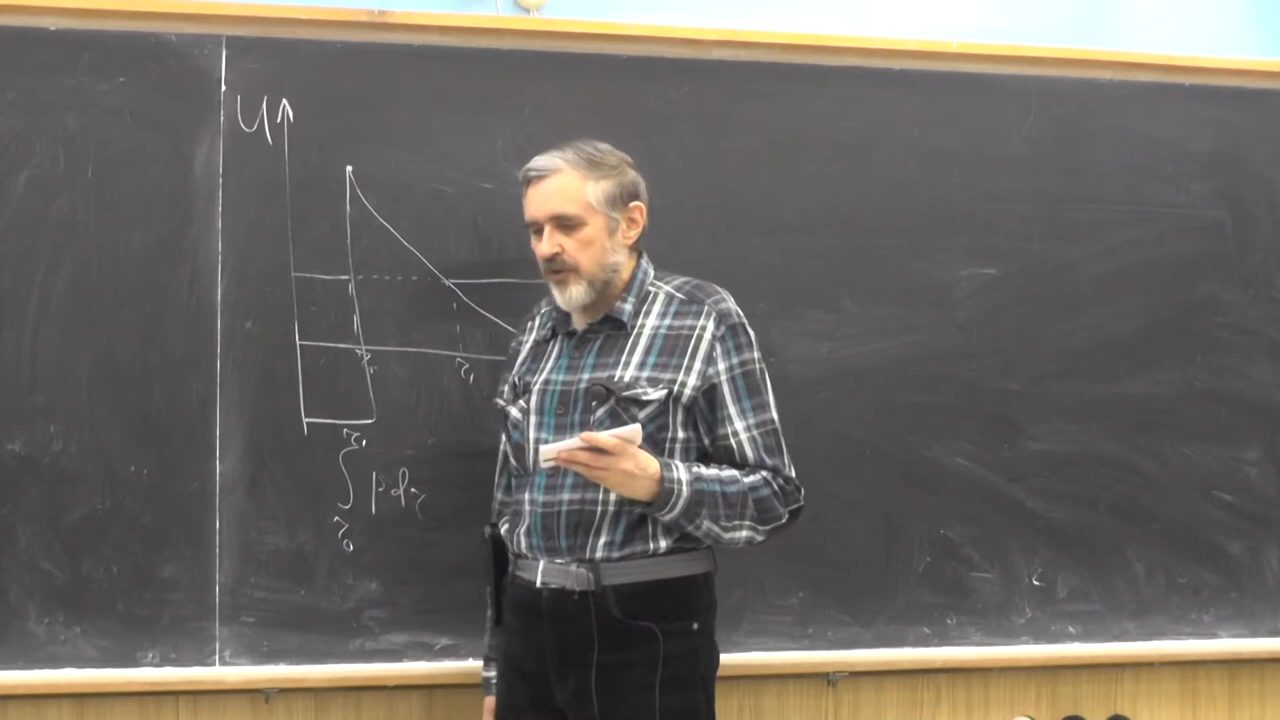 U
r₀
r₁
r₁
∫ p dr
r₀